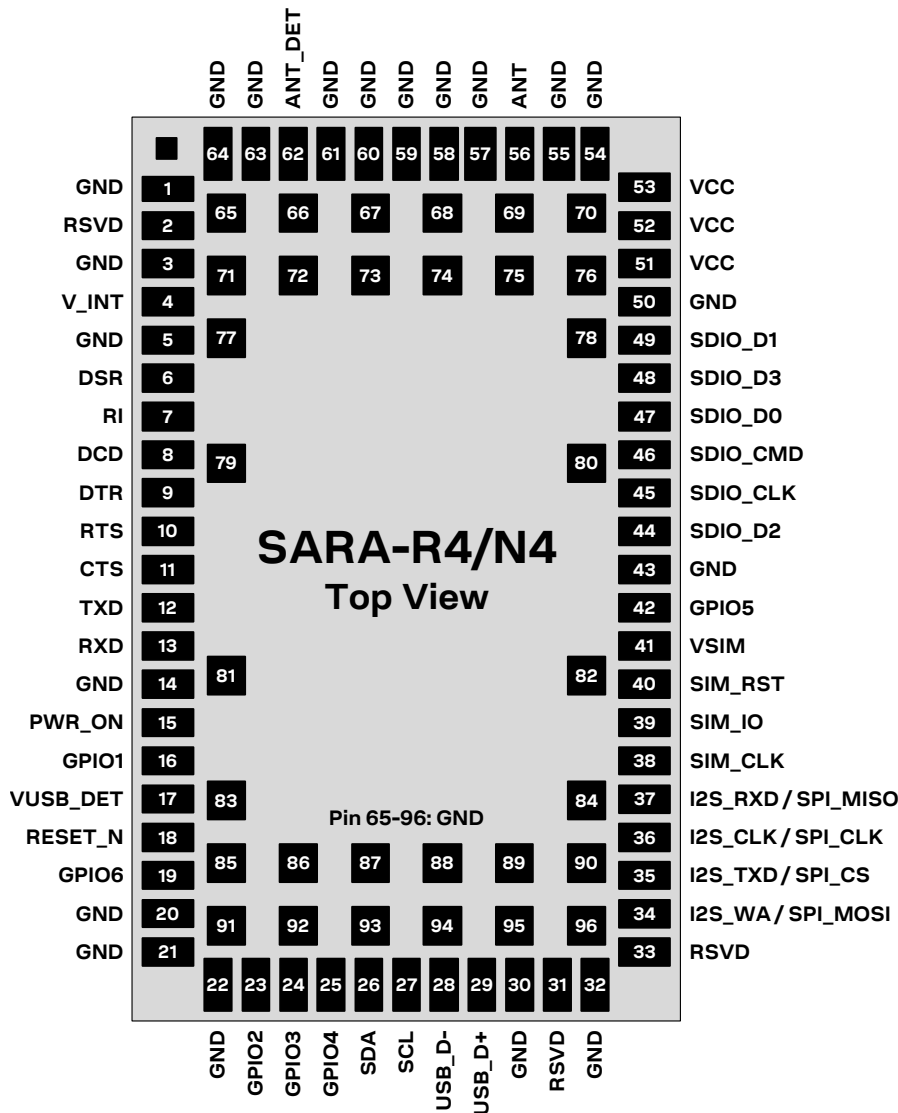 GND GND ANT_DET GND GND GND GND GND ANT GND GND
64 63 62 61 60 59 58 57 56 55 54
GND 1 53 VCC
65 66 67 68 69 70
RSVD 2 52 VCC
GND 3 51 VCC
71 72 73 74 75 76
V_INT 4 50 GND
GND 5 77 78 49 SDIO_D1
DSR 6 48 SDIO_D3
RI 7 47 SDIO_D0
DCD 8 79 80 46 SDIO_CMD
DTR 9 45 SDIO_CLK
RTS 10 44 SDIO_D2
SARA-R4/N4
CTS 11 43 GND
Top View
TXD 12 42 GPIO5
RXD 13 41 VSIM
GND 14 81 82 40 SIM_RST
PWR_ON 15 39 SIM_IO
GPIO1 16 38 SIM_CLK
VUSB_DET 17 83 84 37 I2S_RXD / SPI_MISO
Pin 65-96: GND
RESET_N 18 36 I2S_CLK / SPI_CLK
85 86 87 88 89 90
GPIO6 19 35 I2S_TXD / SPI_CS
GND 20 34 I2S_WA / SPI_MOSI
91 92 93 94 95 96
GND 21 33 RSVD
22 23 24 25 26 27 28 29 30 31 32
GND GPIO2 GPIO3 GPIO4 SDA SCL USB_D- USB_D+ GND RSVD GND